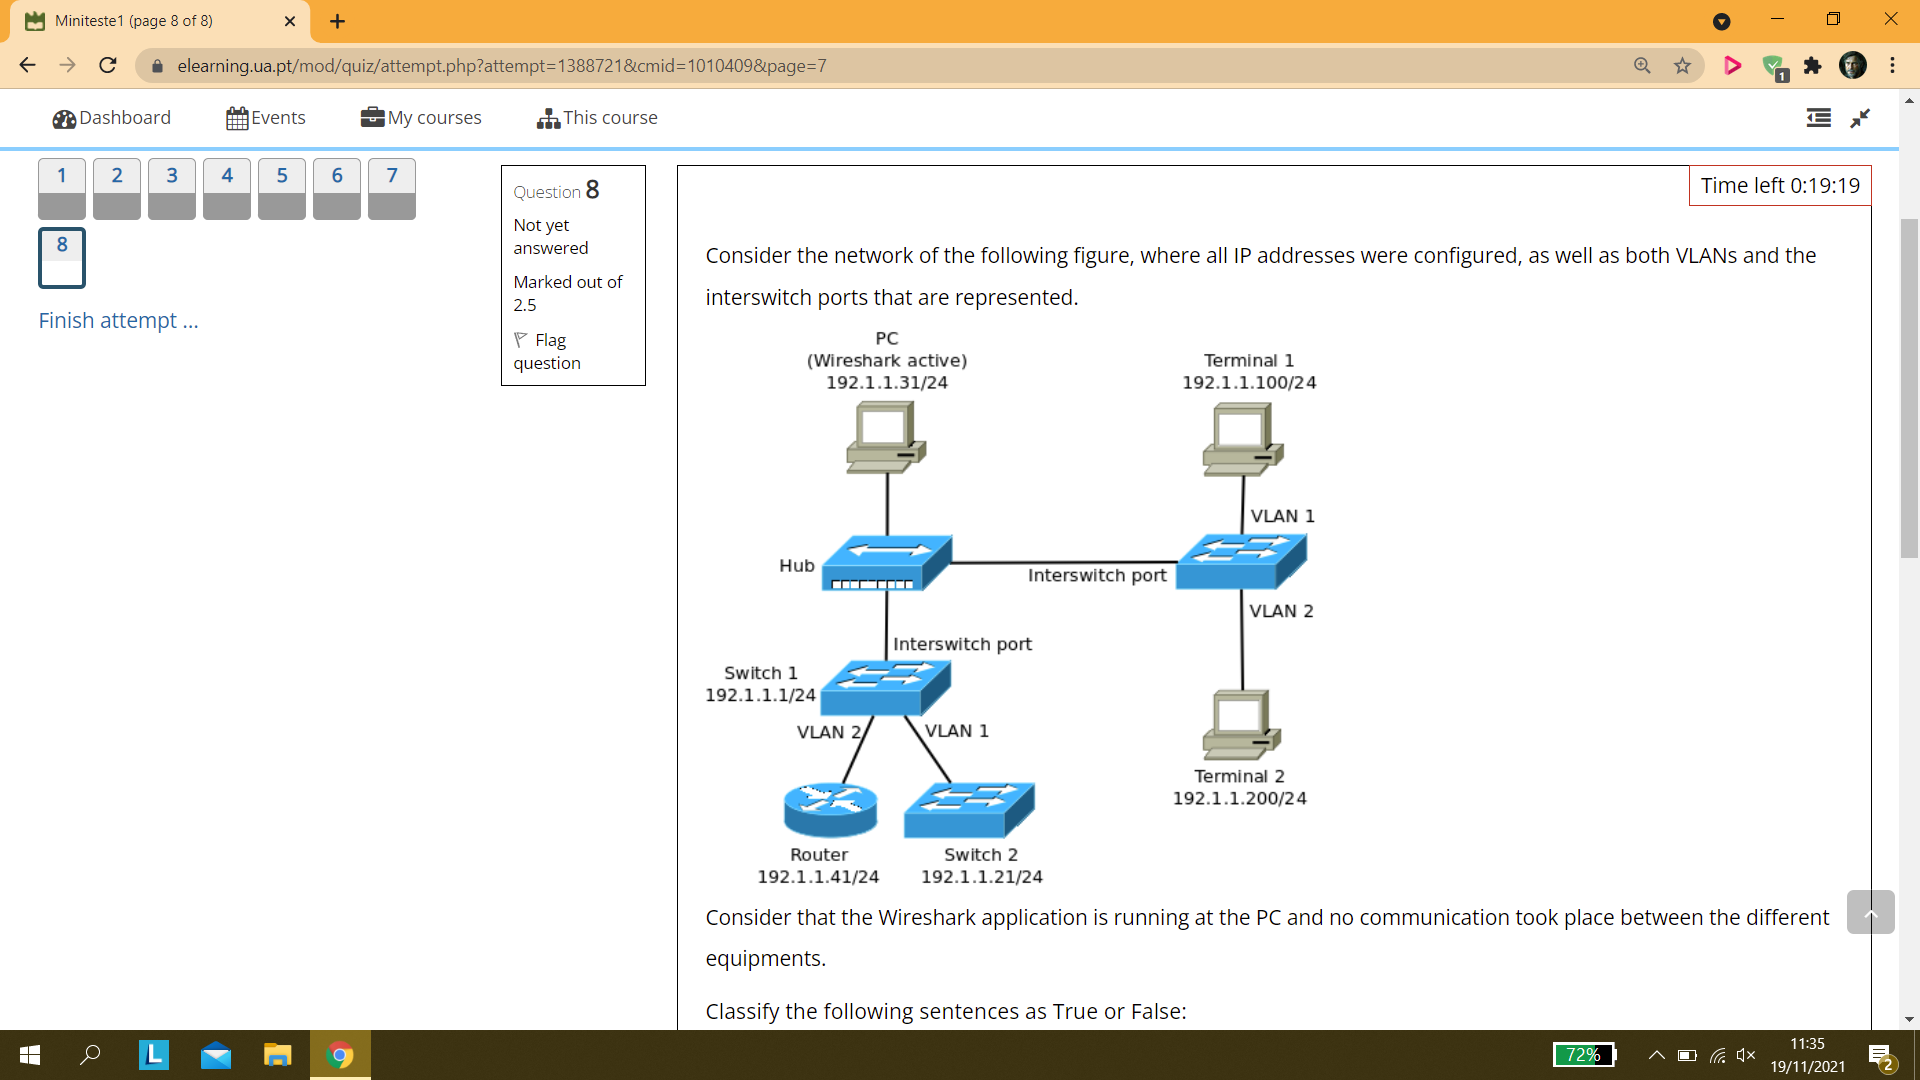 Miniteste1 (page 8 of 8)
elearning.ua.pt/mod/quiz/attempt.php?attempt=1388721&cmid=1010409&page=7
1
Dashboard
Events
My courses
This course
1 2 3 4 5 6 7
8
Finish attempt ...
Question 8
Not yet
answered
Marked out of
2.5
Flag
question
Time left 0:19:19
Consider the network of the following figure, where all IP addresses were configured, as well as both VLANs and the
interswitch ports that are represented.
PC
(Wireshark active)
192.1.1.31/24
Terminal 1
192.1.1.100/24
VLAN 1
Hub
Interswitch port
VLAN 2
Interswitch port
Switch 1
192.1.1.1/24
VLAN 2
VLAN 1
Terminal 2
192.1.1.200/24
Router
192.1.1.41/24
Switch 2
192.1.1.21/24
Consider that the Wireshark application is running at the PC and no communication took place between the different
equipments.
Classify the following sentences as True or False:
L
72%
11:35
19/11/2021
2